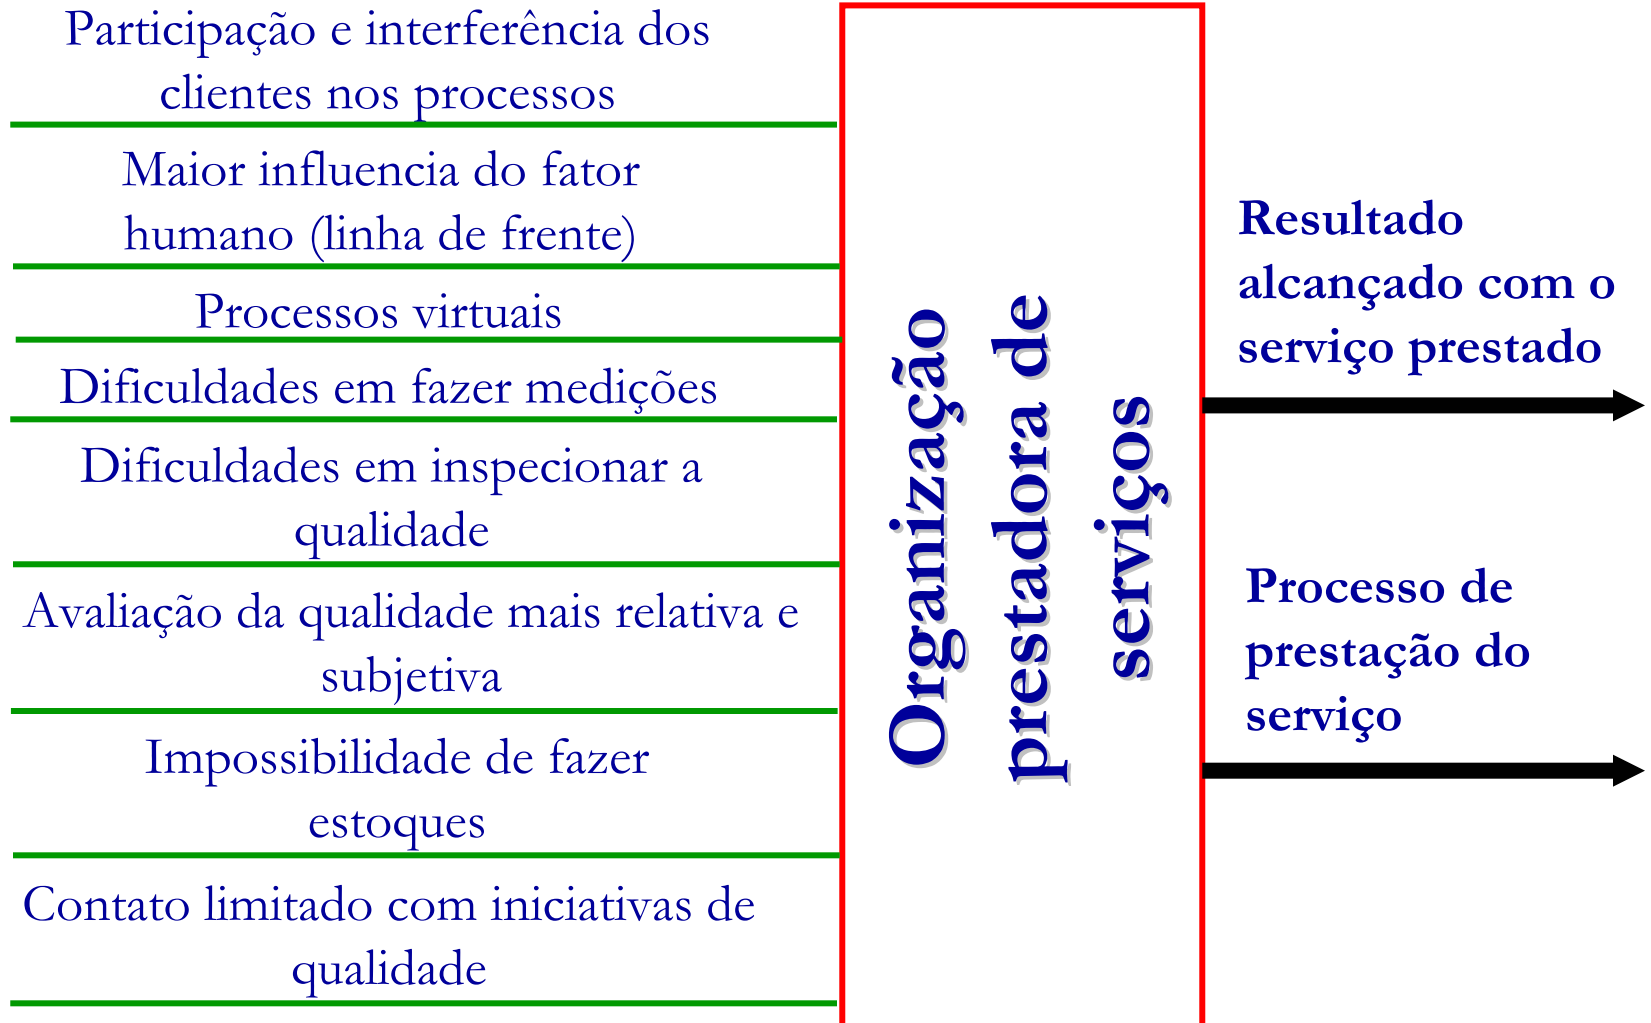 Participação e interferência dos
clientes nos processos
Maior influencia do fator
humano (linha de frente)
Processos virtuais
Dificuldades em fazer medições
Dificuldades em inspecionar a
qualidade
Avaliação da qualidade mais relativa e
subjetiva
Impossibilidade de fazer
estoques
Contato limitado com iniciativas de
qualidade
Organização
prestadora de
serviços
Resultado
alcançado com o
serviço prestado
Processo de
prestação do
serviço